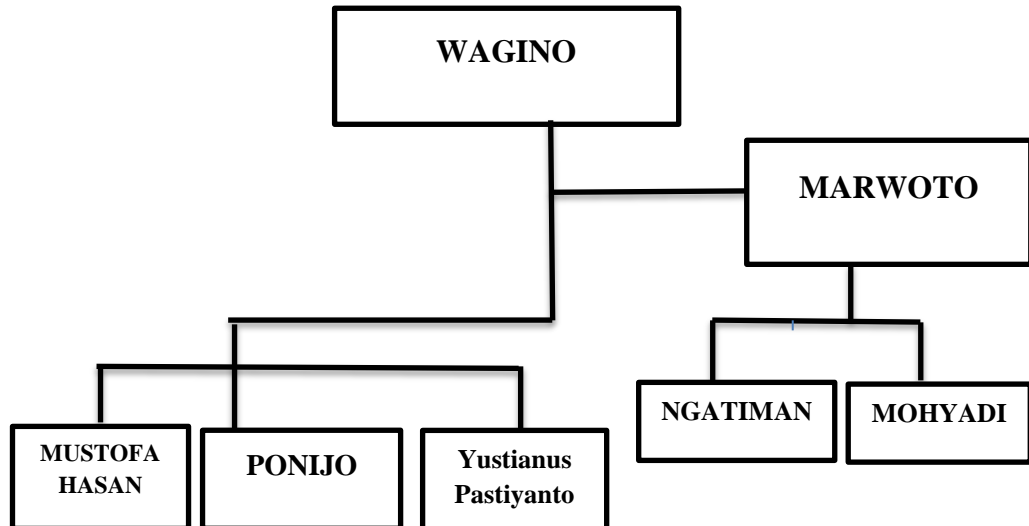 WAGINO
MARWOTO
NGATIMAN
MOHYADI
MUSTOFA
HASAN
PONIJO
Yustianus
Pastiyanto